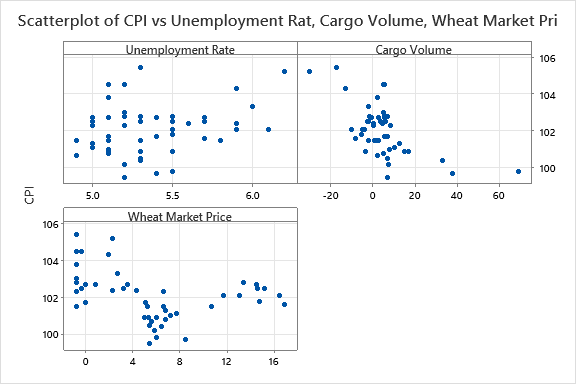 Scatterplot of CPI vs Unemployment Rat, Cargo Volume, Wheat Market Pri
Unemployment Rate
Cargo Volume
106
104
102
100
5.0 5.5 6.0
-20 0 20 40 60
CPI
Wheat Market Price
106
104
102
100
0 4 8 12 16